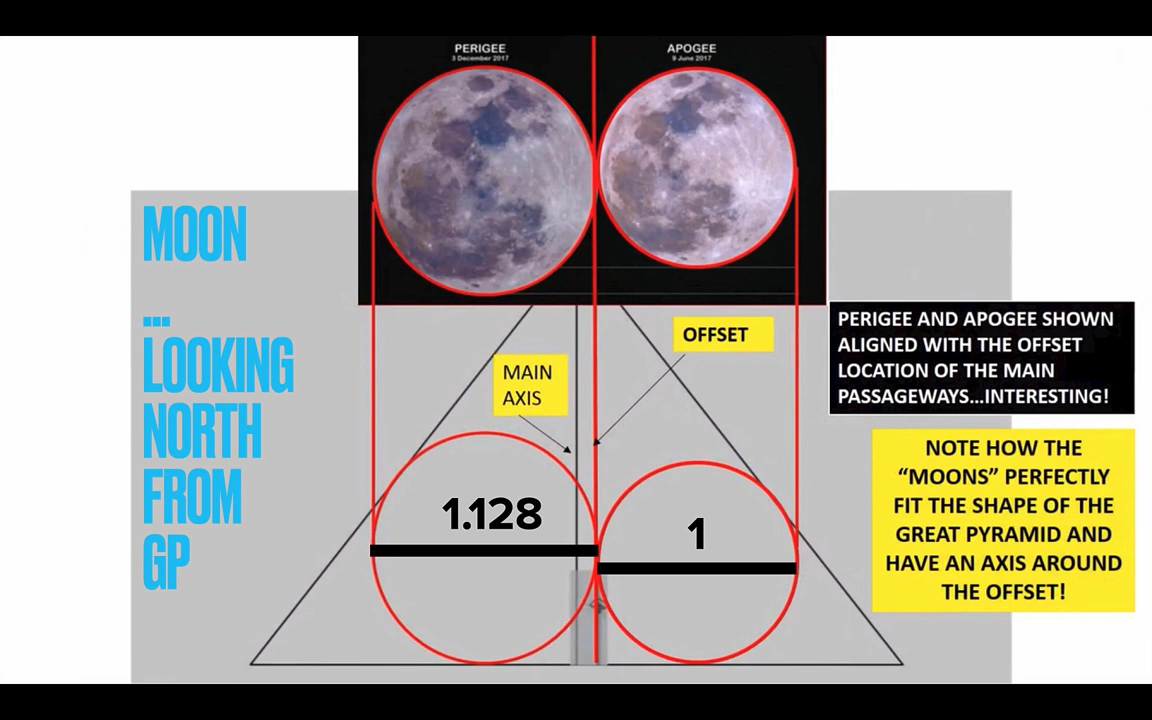 PERIGEE
3 December 2017
APOGEE
9 June 2017
MOON
...
LOOKING
NORTH
FROM
GP
OFFSET
MAIN
AXIS
1.128
1
PERIGEE AND APOGEE SHOWN
ALIGNED WITH THE OFFSET
LOCATION OF THE MAIN
PASSAGEWAYS...INTERESTING!
NOTE HOW THE
“MOONS” PERFECTLY
FIT THE SHAPE OF THE
GREAT PYRAMID AND
HAVE AN AXIS AROUND
THE OFFSET!